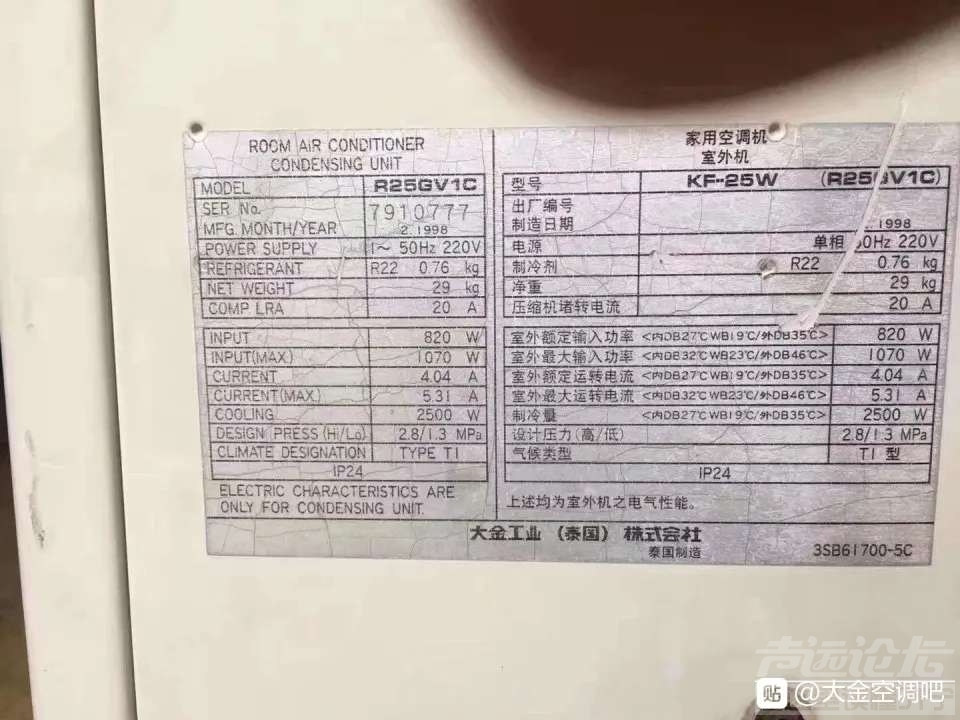 ROOM AIR CONDITIONER
CONDENSING UNIT
MODEL R25GV1C
SER No. 7910777
MFG. MONTH/YEAR 2. 1998
POWER SUPPLY 1~ 50Hz 220V
REFRIGERANT R22 0.76 kg
NET WEIGHT 29 kg
COMP LRA 20 A
INPUT 820 W
INPUT(MAX.) 1070 W
CURRENT 4.04 A
CURRENT(MAX.) 5.31 A
COOLING 2500 W
DESIGN PRESS (Hi/Lo) 2.8/1.3 MPa
CLIMATE DESIGNATION TYPE T1
IP24
ELECTRIC CHARACTERISTICS ARE
ONLY FOR CONDENSING UNIT.
家用空调机
室外机
型号 KF-25W (R25GV1C)
出厂编号
制造日期 1998
电源 单相 50Hz 220V
制冷剂 R22 0.76 kg
净重 29 kg
压缩机堵转电流 20 A
室外额定输入功率 <内DB27℃WB19℃/外DB35℃> 820 W
室外最大输入功率 <内DB32℃WB23℃/外DB46℃> 1070 W
室外额定运转电流 <内DB27℃WB19℃/外DB35℃> 4.04 A
室外最大运转电流 <内DB32℃WB23℃/外DB46℃> 5.31 A
制冷量 <内DB27℃WB19℃/外DB35℃> 2500 W
设计压力(高/低) 2.8/1.3 MPa
气候类型 T1 型
IP24
上述均为室外机之电气性能。
大金工业 (泰国) 株式会社
泰国制造 3SB61700-5C
声远论坛
贴 @大金空调吧